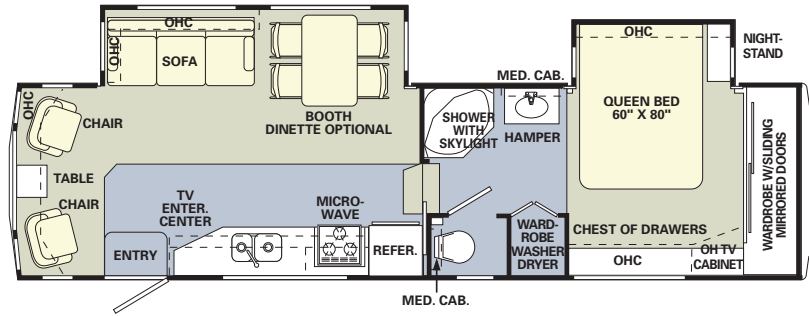 OHC
OHC
SOFA
BOOTH
DINETTE OPTIONAL
OHC
CHAIR
TABLE
CHAIR
ENTRY
TV
ENTER.
CENTER
MICRO-
WAVE
REFER.
MED. CAB.
SHOWER
WITH
SKYLIGHT
HAMPER
MED. CAB.
WARD-
ROBE
WASHER
DRYER
OHC
NIGHT-
STAND
QUEEN BED
60" X 80"
CHEST OF DRAWERS
OHC
OH TV
CABINET
WARDROBE W/SLIDING
MIRRORED DOORS